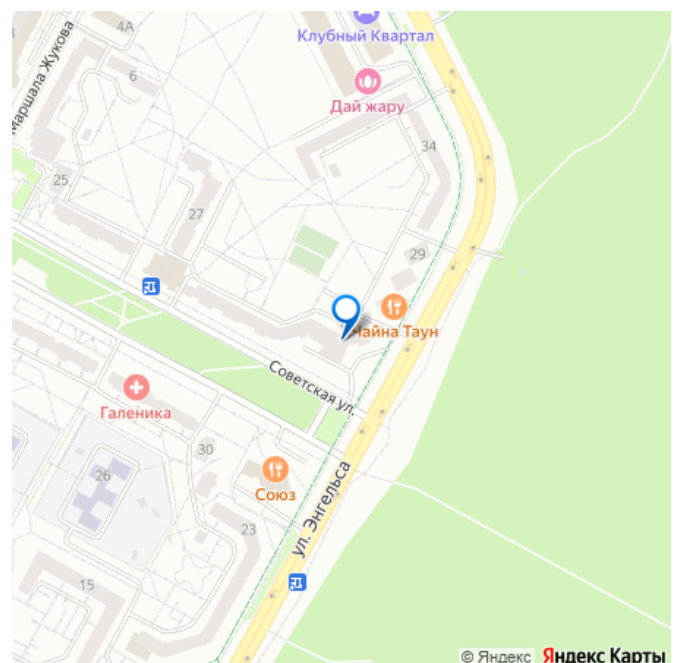 4А
Клубный Квартал
Маршала Жукова
6
Дай жару
34
25
27
29
Чайна Таун
Советская ул.
Галеника
30
26
Союз
ул. Энгельса
23
15
© Яндекс Яндекс Карты